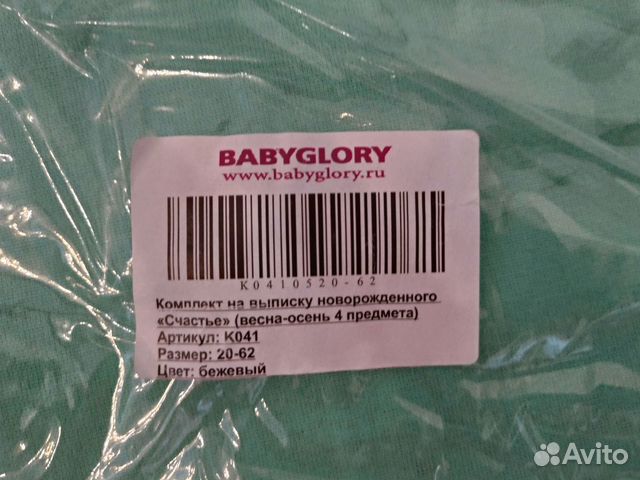 BABYGLORY
www.babyglory.ru
K0410520-62
Комплект на выписку новорожденного
«Счастье» (весна-осень 4 предмета)
Артикул: K041
Размер: 20-62
Цвет: бежевый
Avito